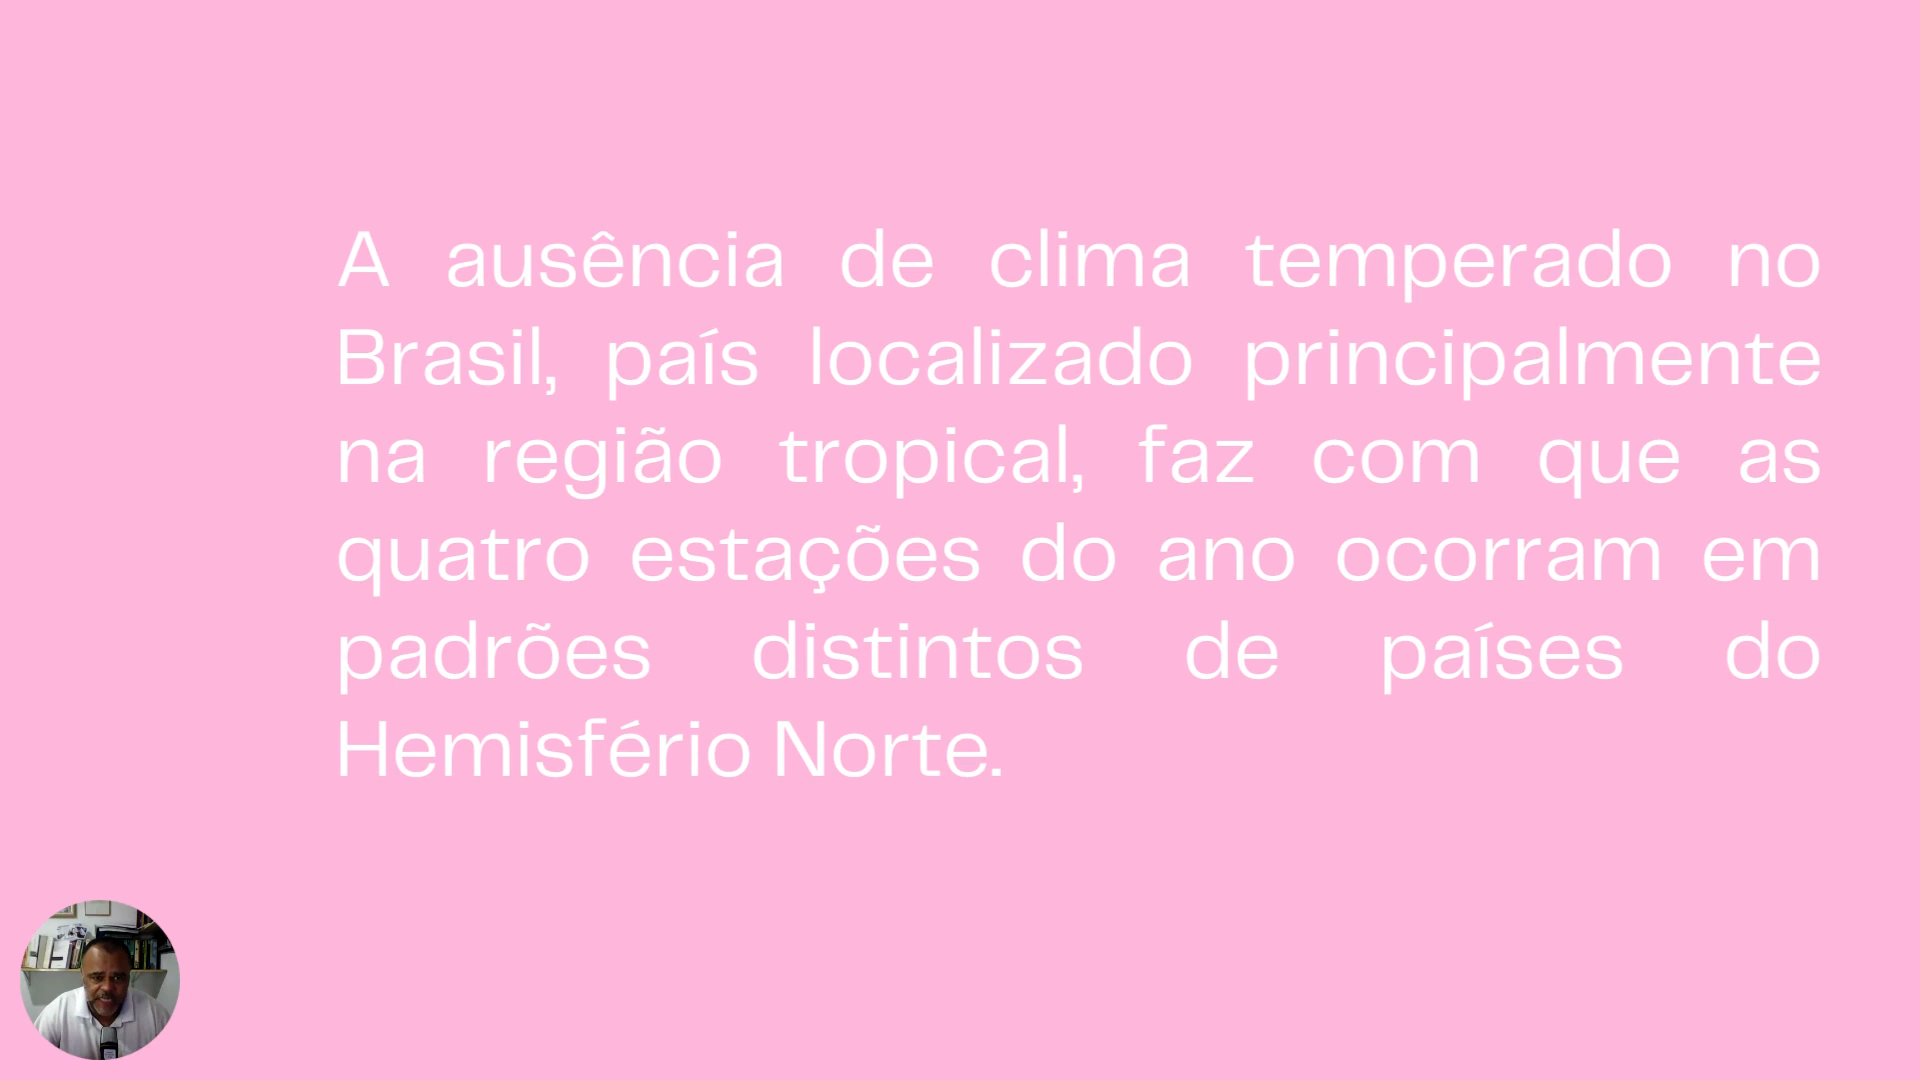 A ausência de clima temperado no
Brasil, país localizado principalmente
na região tropical, faz com que as
quatro estações do ano ocorram em
padrões distintos de países do
Hemisfério Norte.